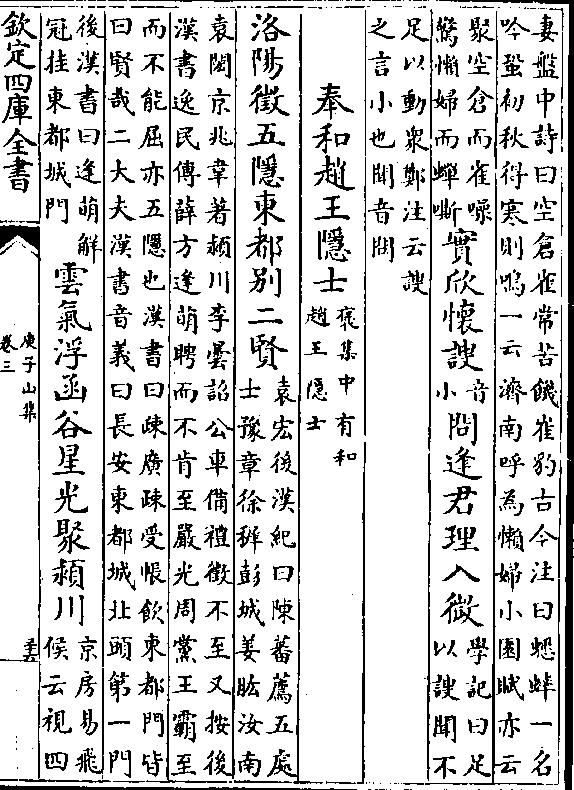 妻盤中詩曰空倉雀常苦饑崔豹古今注曰蟋蟀一名
吟蛩初秋得寒則鳴一云濟南呼為懶婦小園賦亦云
聚空倉而雀噪
驚懶婦而蟬嘶
實欣懷謏
音
小
問逢君理入微
學記曰足
以謏聞不
足以動衆鄭注云謏
之言小也聞音問
奉和趙王隱士
褒集中有和
趙王隱士
洛陽徵五隱東都别二賢
袁宏後漢紀曰陳蕃薦五處
士豫章徐穉彭城姜肱汝南
袁閎京兆韋著潁川李曇詔公車備禮徵不至又按後
漢書逸民傳薛方逢萌聘而不肯至嚴光周黨王霸至
而不能屈亦五隱也漢書曰疎廣疎受帳飲東都門皆
曰賢哉二大夫漢書音義曰長安東都城北頭第一門
後漢書曰逢萌解
冠挂東都城門
雲氣浮函谷星光聚潁川
京房易飛
候云視四
欽定四庫全書
庾子山集
卷三